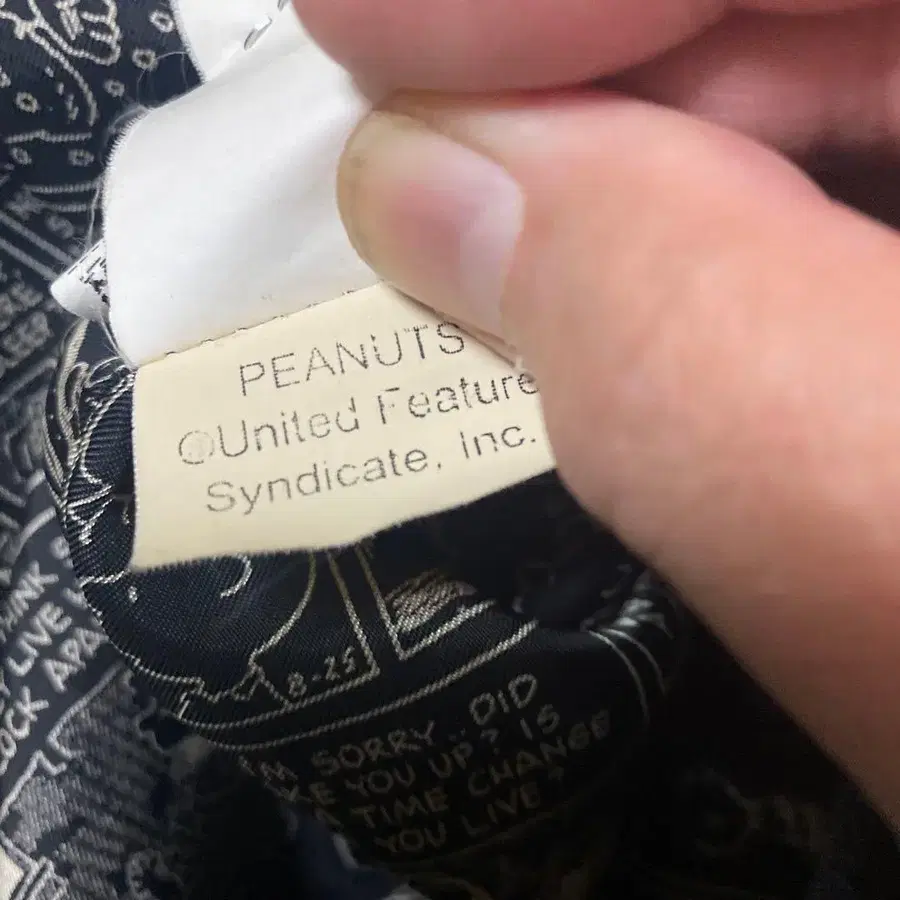 PEANUTS
©United Feature
Syndicate, Inc.
8-25
SORRY.. DID
YOU UP? IS
A TIME CHANGE
YOU LIVE?
THINK
LIVE
APA